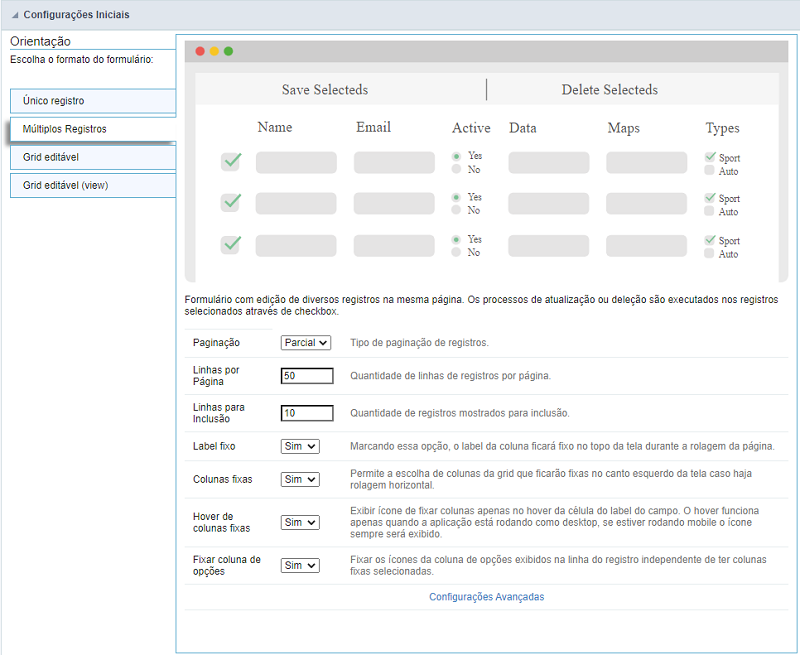 Configurações Iniciais
Orientação
Escolha o formato do formulário:
Único registro
Múltiplos Registros
Grid editável
Grid editável (view)
Save Selecteds
Delete Selecteds
Name Email Active Data Maps Types
Yes Sport
No Auto
Yes Sport
No Auto
Yes Sport
No Auto
Formulário com edição de diversos registros na mesma página. Os processos de atualização ou deleção são executados nos registros
selecionados através de checkbox.
Paginação Parcial Tipo de paginação de registros.
Linhas por
Página 50 Quantidade de linhas de registros por página.
Linhas para
Inclusão 10 Quantidade de registros mostrados para inclusão.
Label fixo Sim Marcando essa opção, o label da coluna ficará fixo no topo da tela durante a rolagem da página.
Colunas fixas Sim Permite a escolha de colunas da grid que ficarão fixas no canto esquerdo da tela caso haja
rolagem horizontal.
Hover de
colunas fixas Sim Exibir ícone de fixar colunas apenas no hover da célula do label do campo. O hover funciona
apenas quando a aplicação está rodando como desktop, se estiver rodando mobile o ícone
sempre será exibido.
Fixar coluna de
opções Sim Fixar os ícones da coluna de opções exibidos na linha do registro independente de ter colunas
fixas selecionadas.
Configurações Avançadas